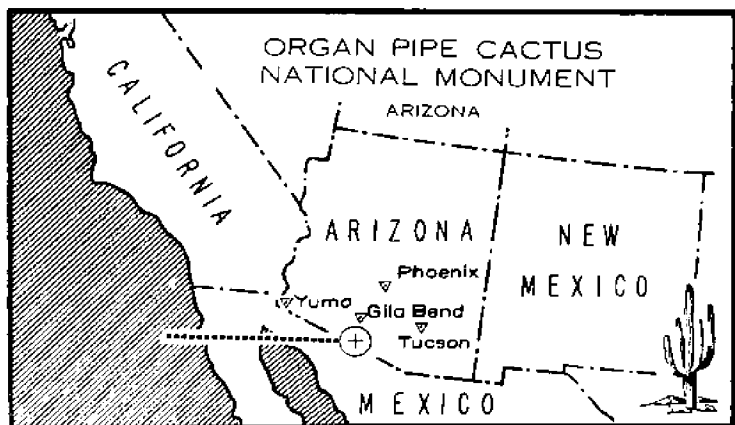 ORGAN PIPE CACTUS
NATIONAL MONUMENT
ARIZONA
CALIFORNIA
ARIZONA
NEW
MEXICO
Phoenix
Yuma
Gila Bend
Tucson
MEXICO